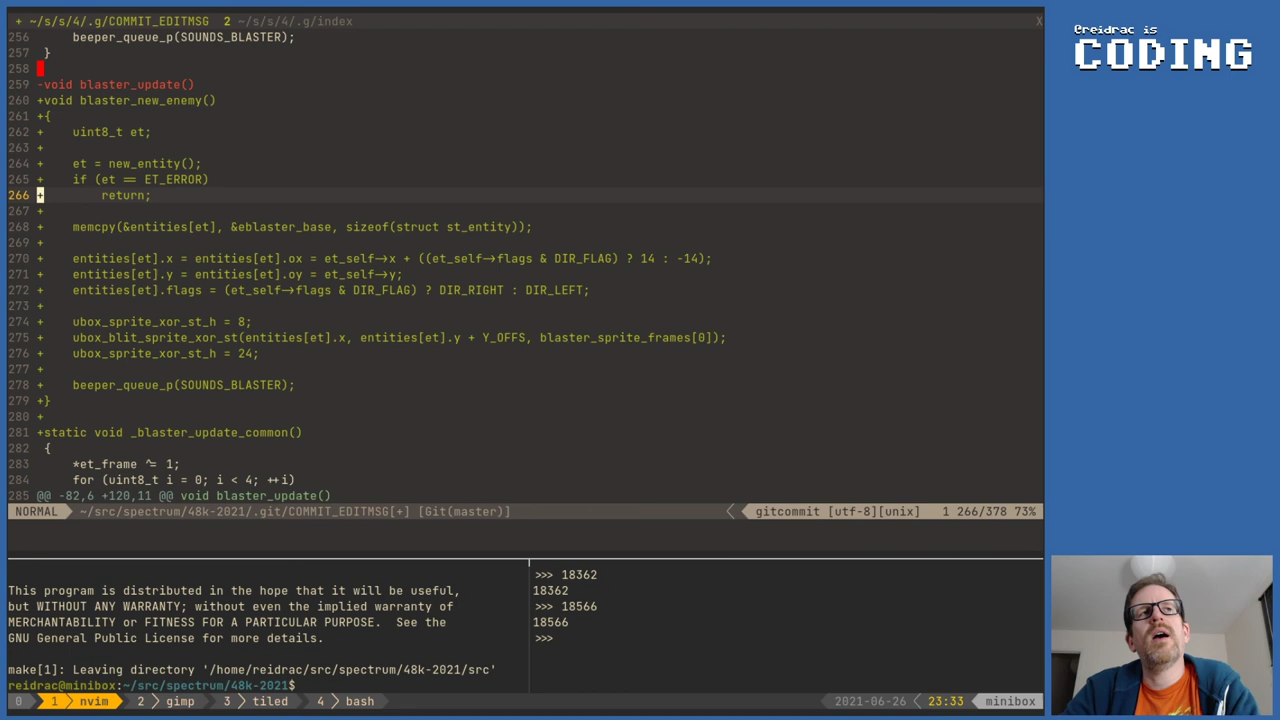 + ~/s/s/4/.g/COMMIT_EDITMSG  2 ~/s/s/4/.g/index X
256     beeper_queue_p(SOUNDS_BLASTER);
257  }
258
259 -void blaster_update()
260 +void blaster_new_enemy()
261 +{
262 +    uint8_t et;
263 +
264 +    et = new_entity();
265 +    if (et == ET_ERROR)
266 +        return;
267 +
268 +    memcpy(&entities[et], &eblaster_base, sizeof(struct st_entity));
269 +
270 +    entities[et].x = entities[et].ox = et_self->x + ((et_self->flags & DIR_FLAG) ? 14 : -14);
271 +    entities[et].y = entities[et].oy = et_self->y;
272 +    entities[et].flags = (et_self->flags & DIR_FLAG) ? DIR_RIGHT : DIR_LEFT;
273 +
274 +    ubox_sprite_xor_st_h = 8;
275 +    ubox_blit_sprite_xor_st(entities[et].x, entities[et].y + Y_OFFS, blaster_sprite_frames[0]);
276 +    ubox_sprite_xor_st_h = 24;
277 +
278 +    beeper_queue_p(SOUNDS_BLASTER);
279 +}
280 +
281 +static void _blaster_update_common()
282  {
283     *et_frame ^= 1;
284     for (uint8_t i = 0; i < 4; ++i)
285 @@ -82,6 +120,11 @@ void blaster_update()
NORMAL ~/src/spectrum/48k-2021/.git/COMMIT_EDITMSG[+] [Git(master)] gitcommit [utf-8][unix] 1 266/378 73%
This program is distributed in the hope that it will be useful,
but WITHOUT ANY WARRANTY; without even the implied warranty of
MERCHANTABILITY or FITNESS FOR A PARTICULAR PURPOSE.  See the
GNU General Public License for more details.
make[1]: Leaving directory '/home/reidrac/src/spectrum/48k-2021/src'
reidrac@minibox:~/src/spectrum/48k-2021$
>>> 18362
18362
>>> 18566
18566
>>>
0 1 nvim 2 gimp 3 tiled 4 bash 2021-06-26 23:33 minibox
@reidrac is
CODING